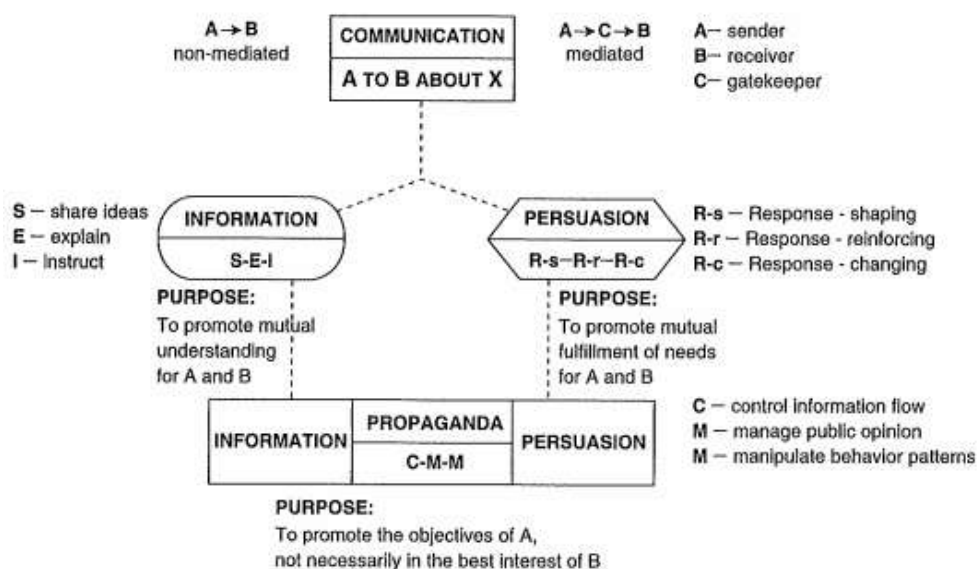 A→B
non-mediated
COMMUNICATION
A TO B ABOUT X
A→C→B
mediated
A— sender
B— receiver
C— gatekeeper
S — share ideas
E — explain
I — instruct
INFORMATION
S-E-I
PERSUASION
R-s—R-r—R-c
R-s — Response - shaping
R-r — Response - reinforcing
R-c — Response - changing
PURPOSE:
To promote mutual
understanding
for A and B
PURPOSE:
To promote mutual
fulfillment of needs
for A and B
INFORMATION
PROPAGANDA
C-M-M
PERSUASION
C — control information flow
M — manage public opinion
M — manipulate behavior patterns
PURPOSE:
To promote the objectives of A,
not necessarily in the best interest of B